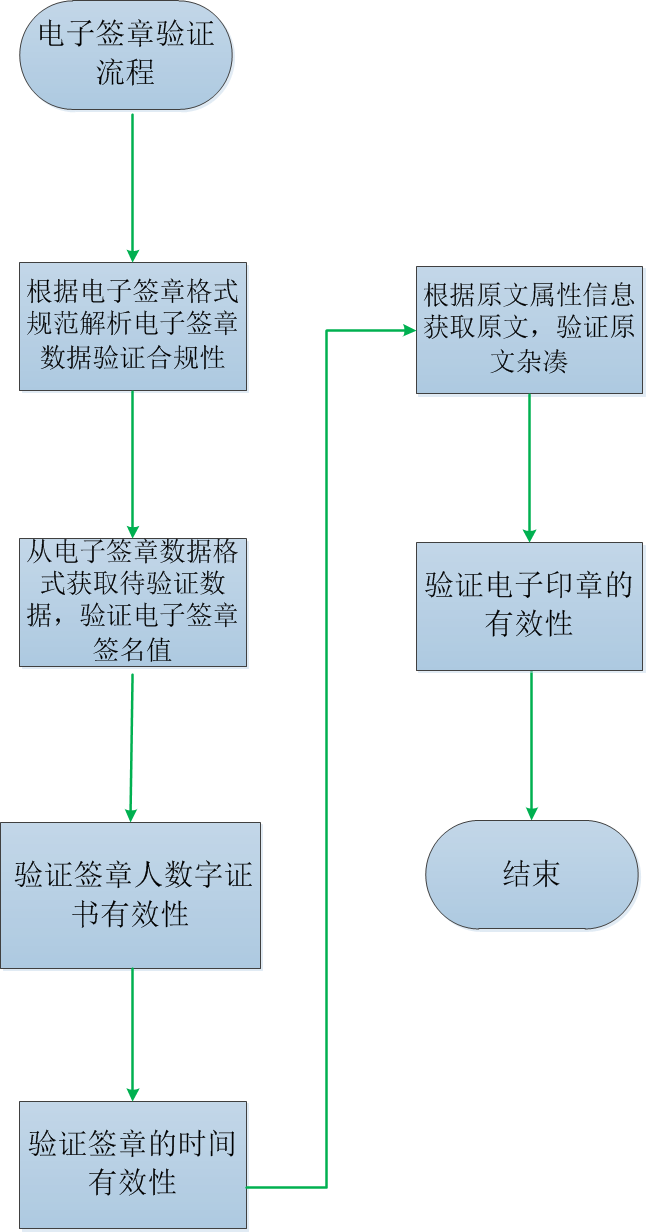 电子签章验证
流程
根据电子签章格式
规范解析电子签章
数据验证合规性
从电子签章数据格
式获取待验证数
据，验证电子签章
签名值
验证签章人数字证
书有效性
验证签章的时间
有效性
根据原文属性信息
获取原文，验证原
文杂凑
验证电子印章的
有效性
结束